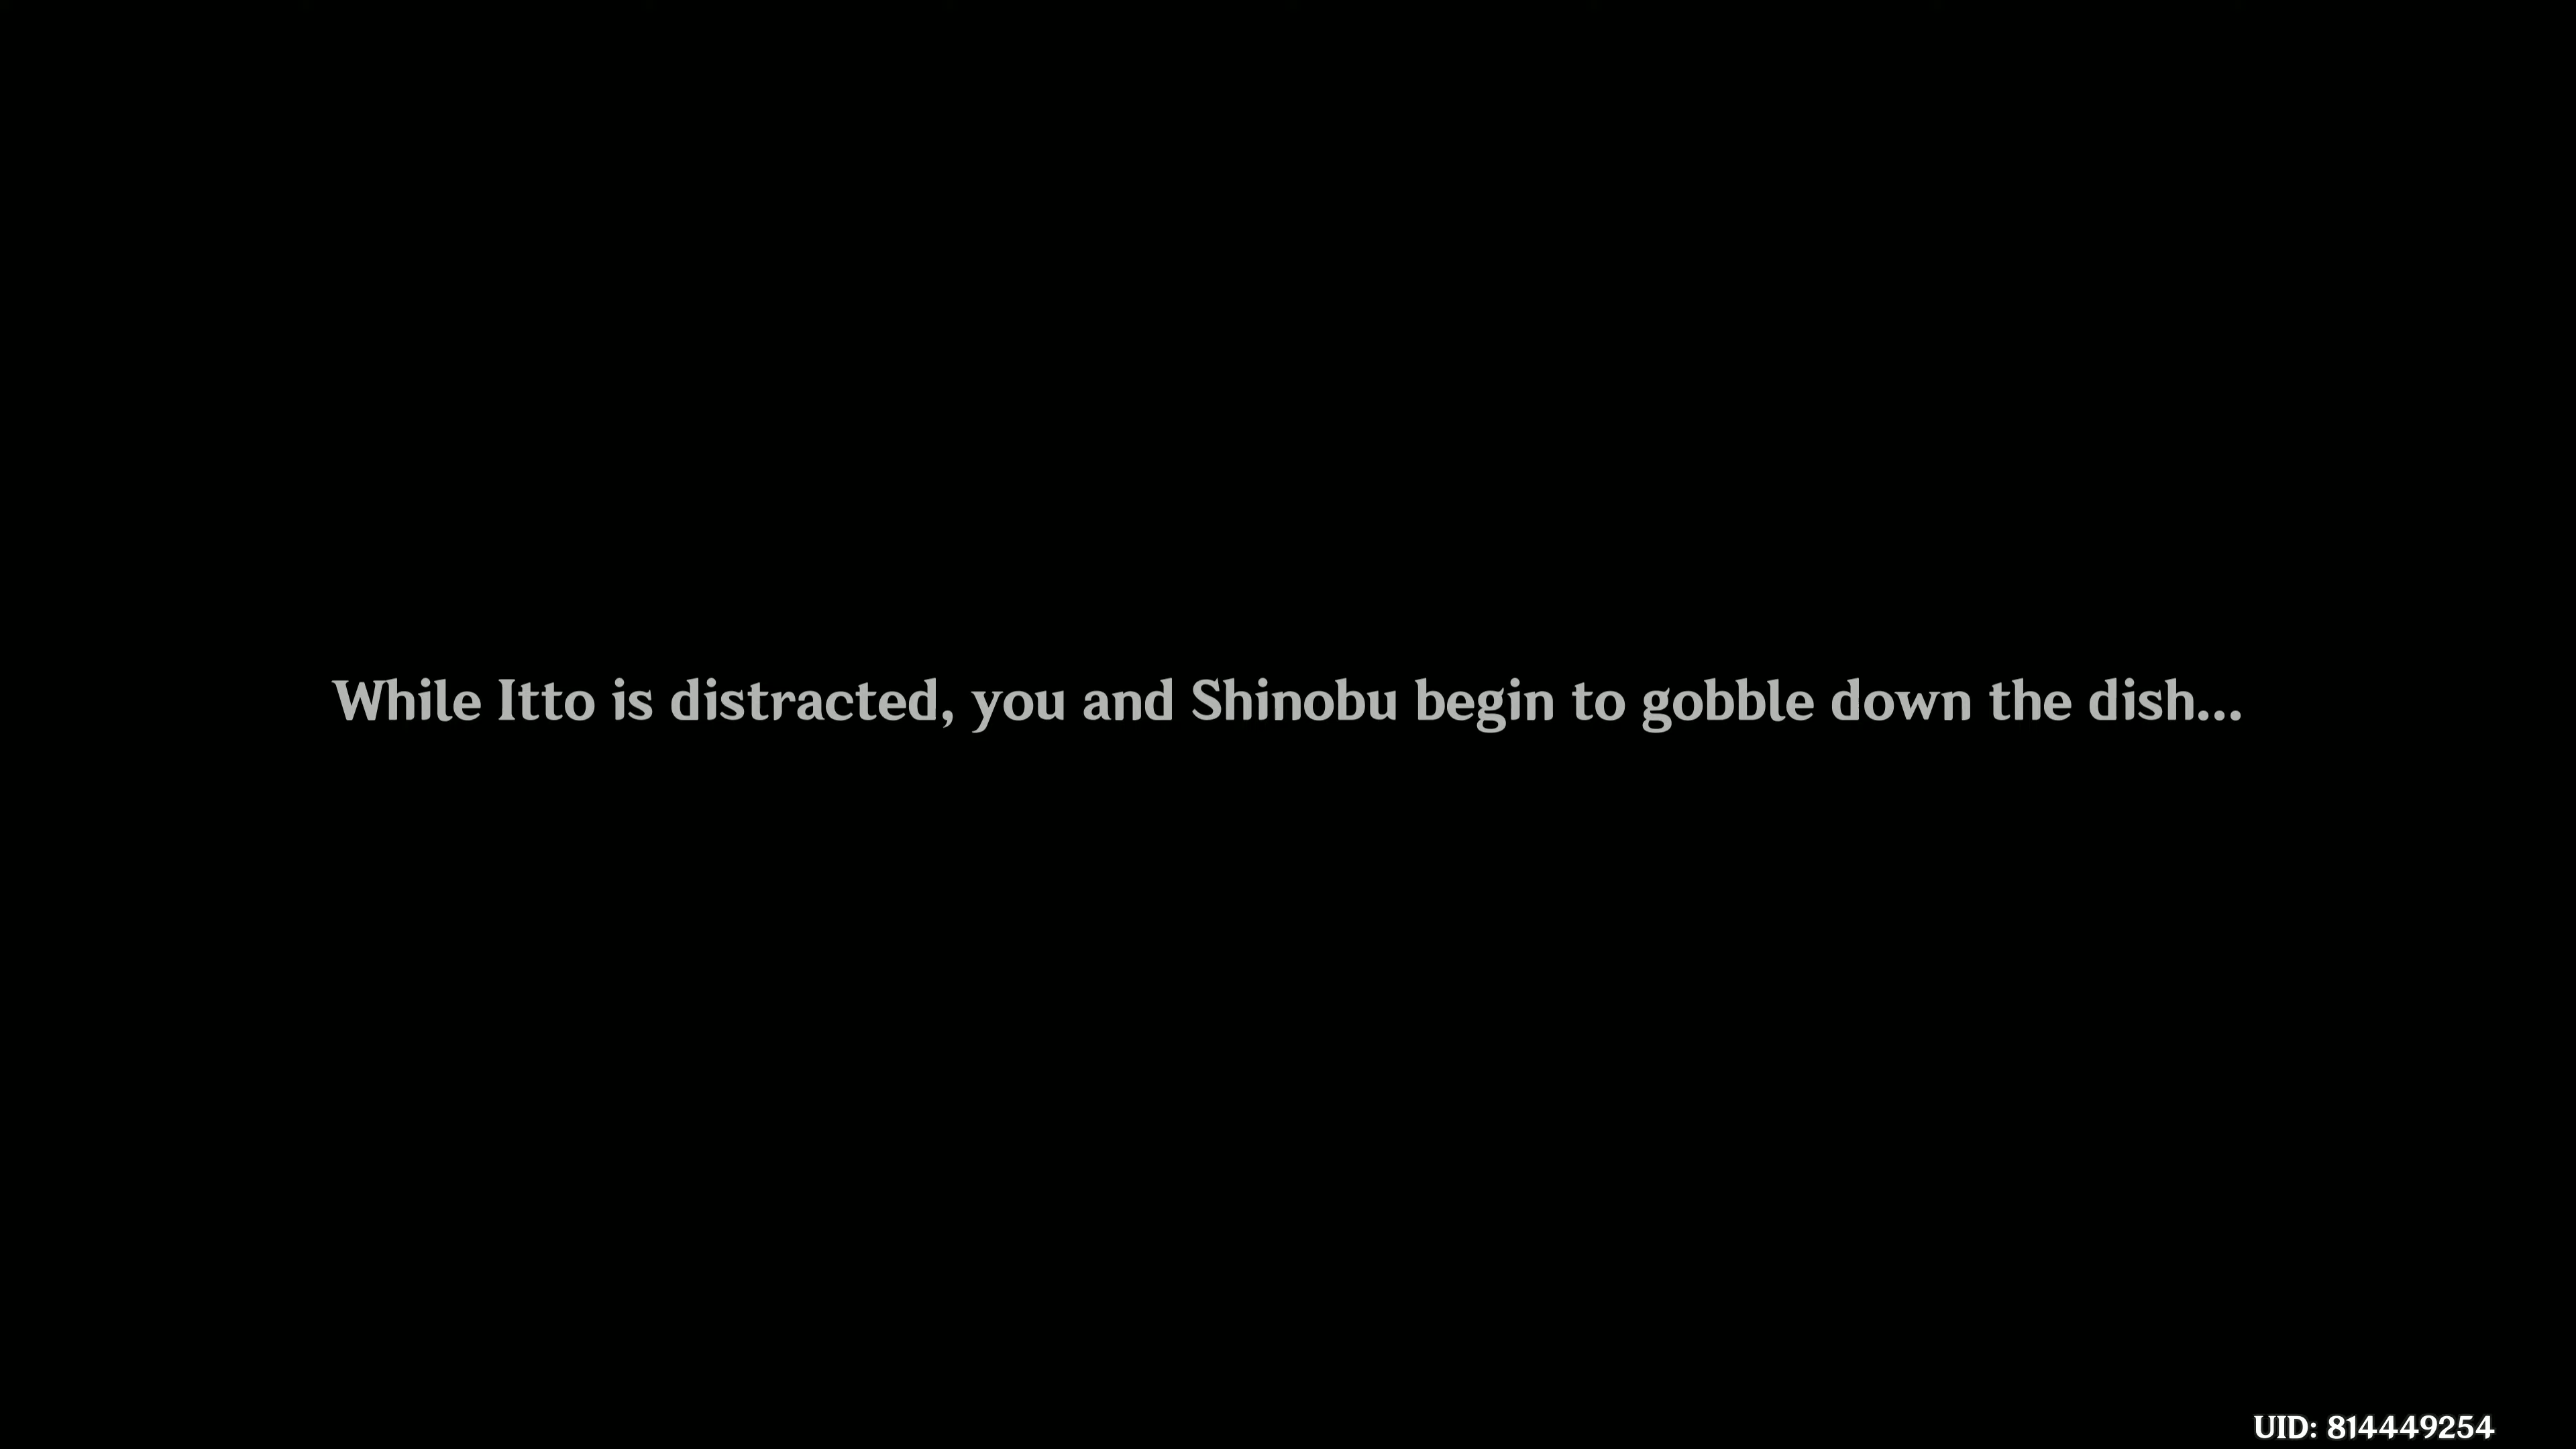 While Itto is distracted, you and Shinobu begin to gobble down the dish...
UID: 814449254